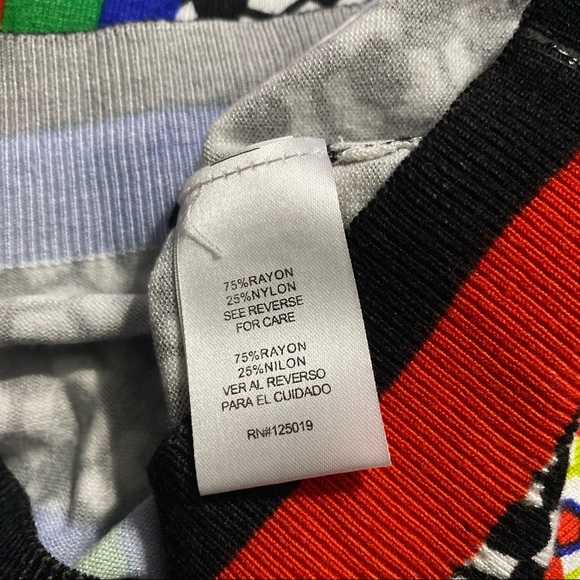 75%RAYON
25%NYLON
SEE REVERSE
FOR CARE
75%RAYON
25%NILON
VER AL REVERSO
PARA EL CUIDADO
RN#125019